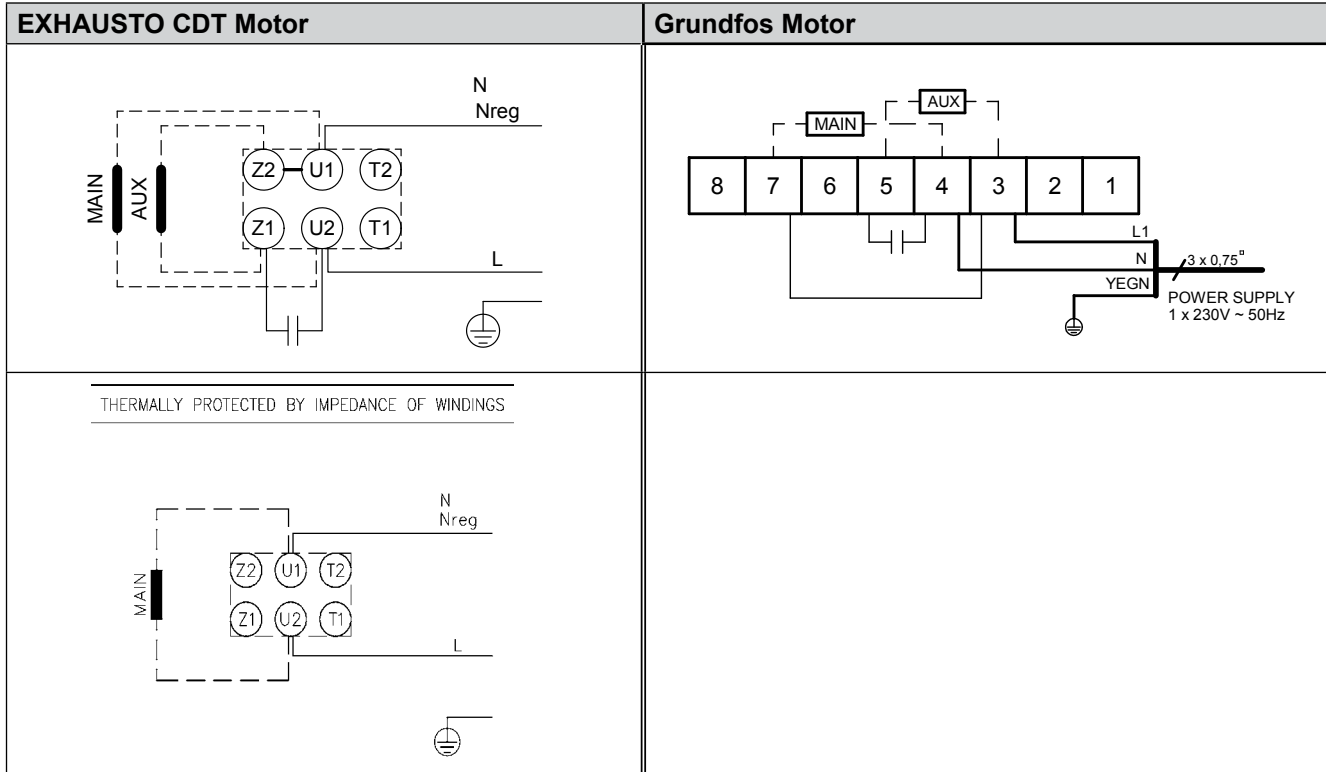 EXHAUSTO CDT Motor
Grundfos Motor
N
Nreg
MAIN
AUX
Z2 U1 T2
Z1 U2 T1
L
AUX
MAIN
8 7 6 5 4 3 2 1
L1
N
3 x 0,75¤
YEGN
POWER SUPPLY
1 x 230V ~ 50Hz
THERMALLY PROTECTED BY IMPEDANCE OF WINDINGS
N
Nreg
MAIN
Z2 U1 T2
Z1 U2 T1
L